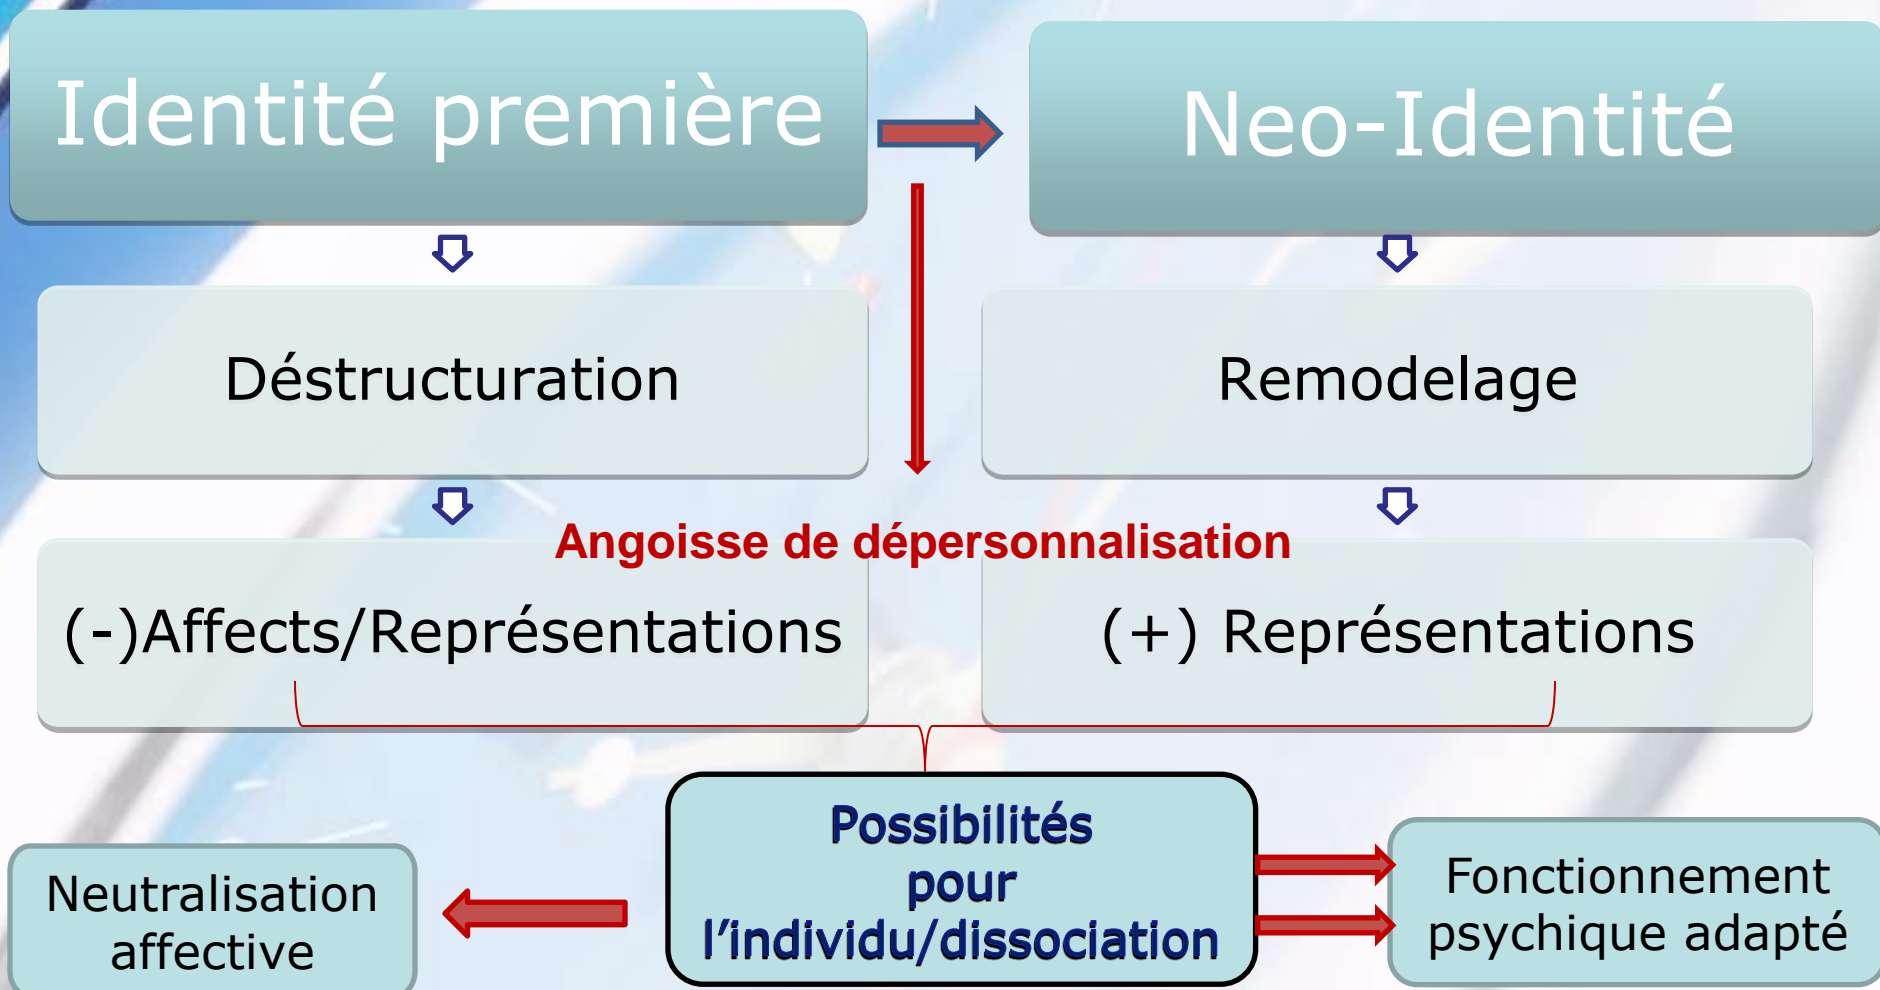 Identité première
Neo-Identité
Déstructuration
Remodelage
Angoisse de dépersonnalisation
(-)Affects/Représentations
(+) Représentations
Possibilités
pour
l’individu/dissociation
Neutralisation
affective
Fonctionnement
psychique adapté